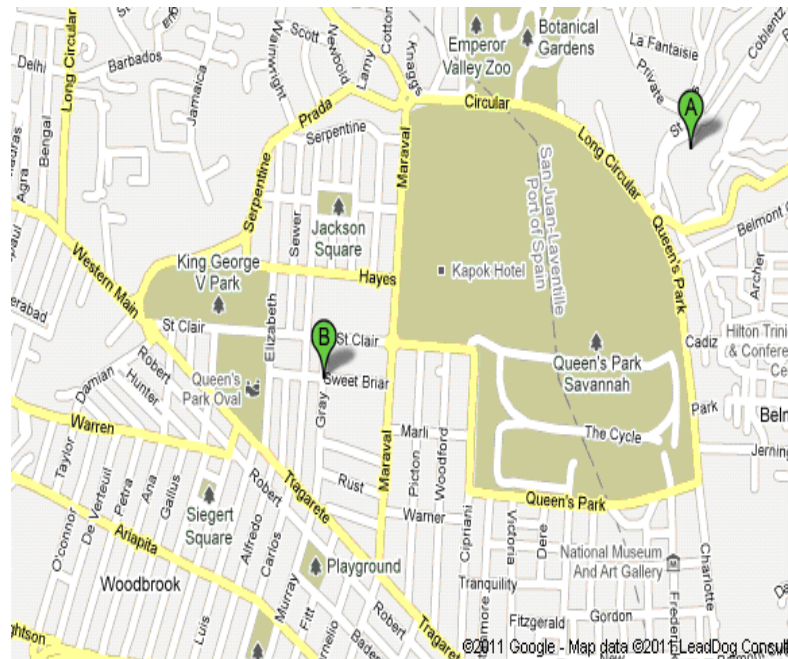 Long Circular
Delhi
Barbados
Jamaica
Bengal
Agra
Wainwright
Scott
Newbold
Lamy
Cotton
Knaggs
Emperor
Valley Zoo
Botanical
Gardens
La Fantaisie
Private
Coblentz
St
A
Prada
Serpentine
Serpentine
Circular
Long Circular
Maraval
San Juan-Laventille
Port of Spain
Queen's Park
Belmont
Archer
Sewer
Jackson
Square
King George
V Park
Hayes
Kapok Hotel
Western Main
St Clair
Elizabeth
B
St Clair
Queen's Park
Savannah
Cadiz
Hilton Trini
& Conferen
Robert
Damian
Hunter
Queen's
Park Oval
Sweet Briar
Gray
Park
Warren
Maraval
Marli
Picton
Woodford
The Cycle
Taylor
De Verteuil
Petra
Ana
Gallus
O'connor
Ariapita
Siegert
Square
Robert
Tragarete
Rust
Warner
Cipriani
Queen's Park
Victoria
Dere
Alfredo
Carlos
Playground
National Museum
And Art Gallery
Charlotte
Woodbrook
Murray
Fitt
Luis
Robert
Tragarete
Tranquility
Fitzgerald
Gordon
Frederi
©2011 Google - Map data ©2011 LeadDog Consult